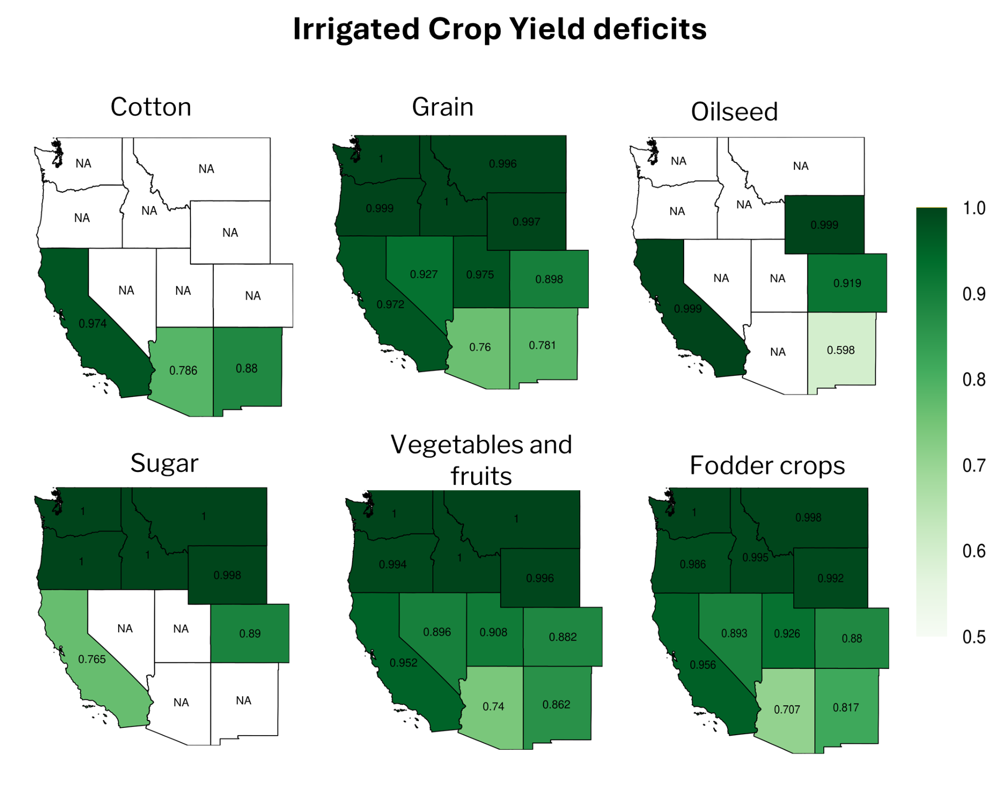 Irrigated Crop Yield deficits
Cotton
Grain
Oilseed
NA
NA
NA
NA
NA
NA
NA
NA
NA
0.974
0.786
0.88
1
0.996
0.999
1
0.997
0.927
0.975
0.898
0.972
0.76
0.781
NA
NA
NA
NA
0.999
NA
NA
0.919
0.999
NA
0.598
1.0
0.9
0.8
0.7
0.6
0.5
Sugar
Vegetables and
fruits
Fodder crops
1
1
1
1
0.998
NA
NA
0.89
0.765
NA
NA
1
1
0.994
1
0.996
0.896
0.908
0.882
0.952
0.74
0.862
1
0.998
0.986
0.995
0.992
0.893
0.926
0.88
0.956
0.707
0.817